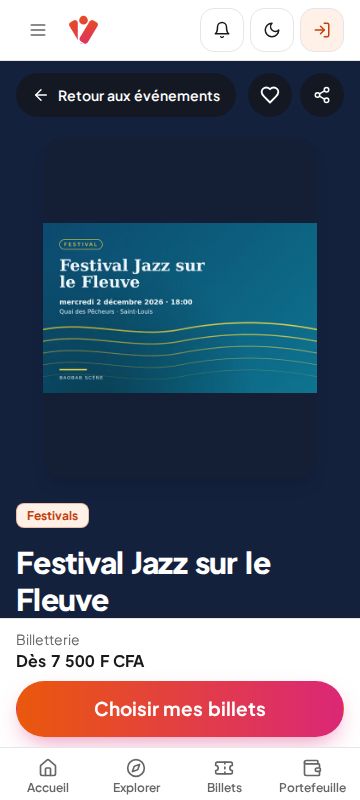 Retour aux événements
FESTIVAL
Festival Jazz sur
le Fleuve
mercredi 2 décembre 2026 · 18:00
Quai des Pêcheurs · Saint-Louis
BAOBAB SCÈNE
Festivals
Festival Jazz sur le
Fleuve
Billetterie
Dès 7 500 F CFA
Choisir mes billets
Accueil
Explorer
Billets
Portefeuille